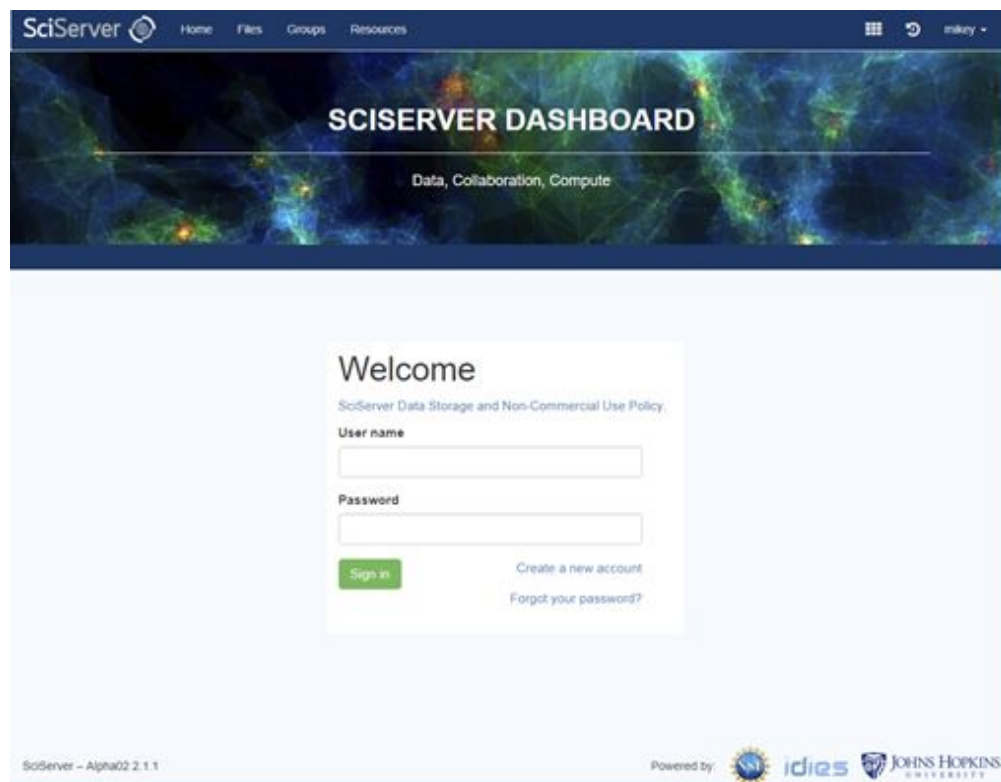 SciServer Home Files Groups Resources mikey
SCISERVER DASHBOARD
Data, Collaboration, Compute
Welcome
SciServer Data Storage and Non-Commercial Use Policy.
User name
Password
Sign in
Create a new account
Forgot your password?
SciServer – Alpha02 2.1.1
Powered by: NSF idies JOHNS HOPKINS
UNIVERSITY